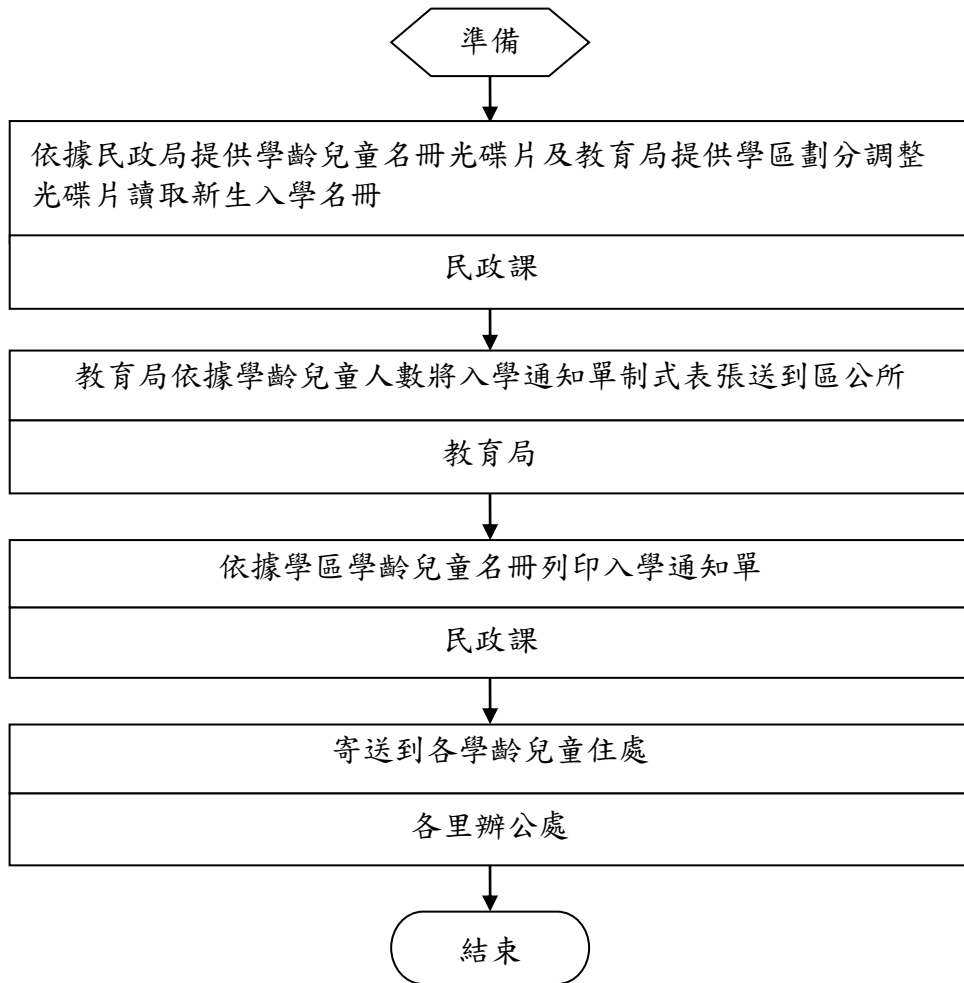 準備
依據民政局提供學齡兒童名冊光碟片及教育局提供學區劃分調整
光碟片讀取新生入學名冊
民政課
教育局依據學齡兒童人數將入學通知單制式表張送到區公所
教育局
依據學區學齡兒童名冊列印入學通知單
民政課
寄送到各學齡兒童住處
各里辦公處
結束